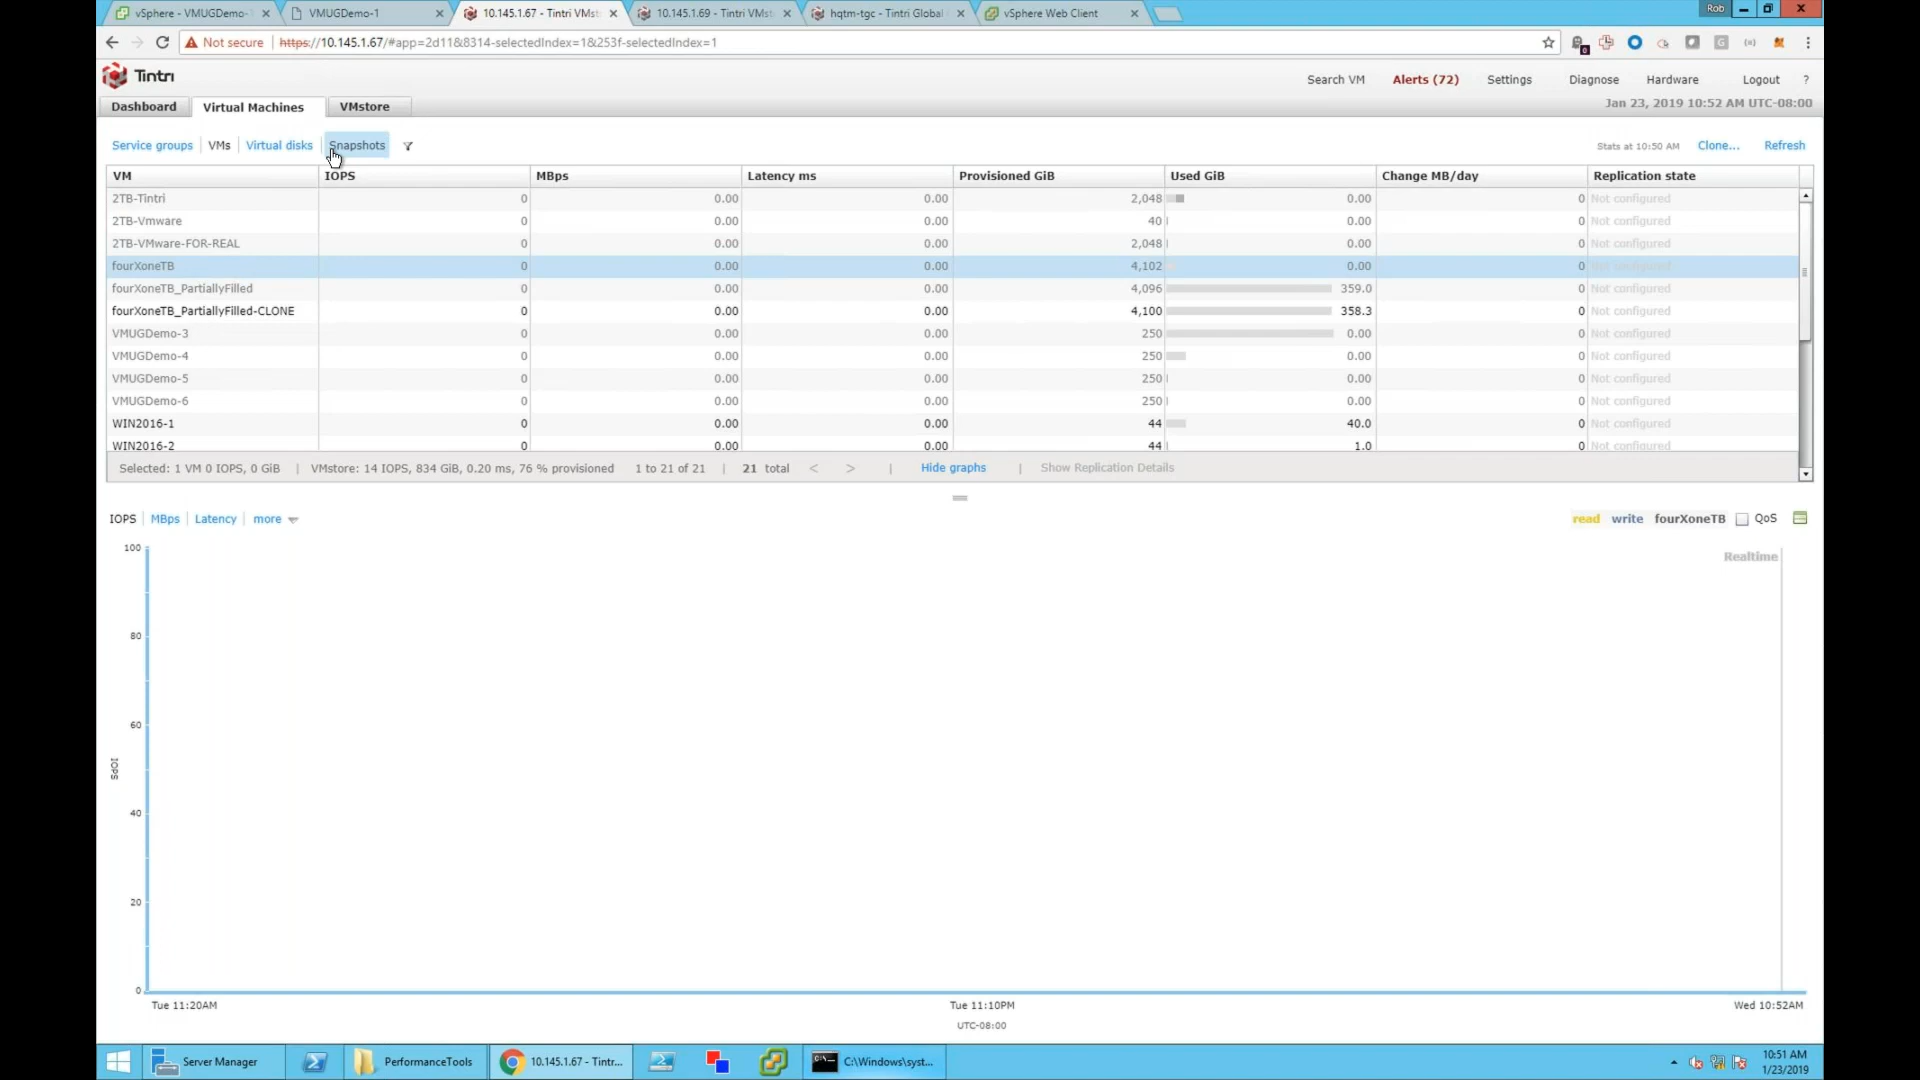 vSphere - VMUGDemo-
VMUGDemo-1
10.145.1.67 - Tintri VMst
10.145.1.69 - Tintri VMst
hqtm-tgc - Tintri Global
vSphere Web Client
Rob
Not secure
https://10.145.1.67/#app=2d11&8314-selectedIndex=1&253f-selectedIndex=1
Tintri
Search VM
Alerts (72)
Settings
Diagnose
Hardware
Logout
?
Dashboard
Virtual Machines
VMstore
Jan 23, 2019 10:52 AM UTC-08:00
Service groups
VMs
Virtual disks
Snapshots
Stats at 10:50 AM
Clone...
Refresh
VM IOPS MBps Latency ms Provisioned GiB Used GiB Change MB/day Replication state
2TB-Tintri 0 0.00 0.00 2,048 0.00 0 Not configured
2TB-Vmware 0 0.00 0.00 40 0.00 0 Not configured
2TB-VMware-FOR-REAL 0 0.00 0.00 2,048 0.00 0 Not configured
fourXoneTB 0 0.00 0.00 4,102 0.00 0 Not configured
fourXoneTB_PartiallyFilled 0 0.00 0.00 4,096 359.0 0 Not configured
fourXoneTB_PartiallyFilled-CLONE 0 0.00 0.00 4,100 358.3 0 Not configured
VMUGDemo-3 0 0.00 0.00 250 0.00 0 Not configured
VMUGDemo-4 0 0.00 0.00 250 0.00 0 Not configured
VMUGDemo-5 0 0.00 0.00 250 0.00 0 Not configured
VMUGDemo-6 0 0.00 0.00 250 0.00 0 Not configured
WIN2016-1 0 0.00 0.00 44 40.0 0 Not configured
WIN2016-2 0 0.00 0.00 44 1.0 0 Not configured
Selected: 1 VM 0 IOPS, 0 GiB | VMstore: 14 IOPS, 834 GiB, 0.20 ms, 76 % provisioned 1 to 21 of 21 | 21 total < > | Hide graphs | Show Replication Details
IOPS
MBps
Latency
more
read write fourXoneTB QoS
100
Realtime
80
60
IOPS
40
20
0
Tue 11:20AM
Tue 11:10PM
Wed 10:52AM
UTC-08:00
Server Manager
PerformanceTools
10.145.1.67 - Tintr...
C:\Windows\syst...
10:51 AM
1/23/2019